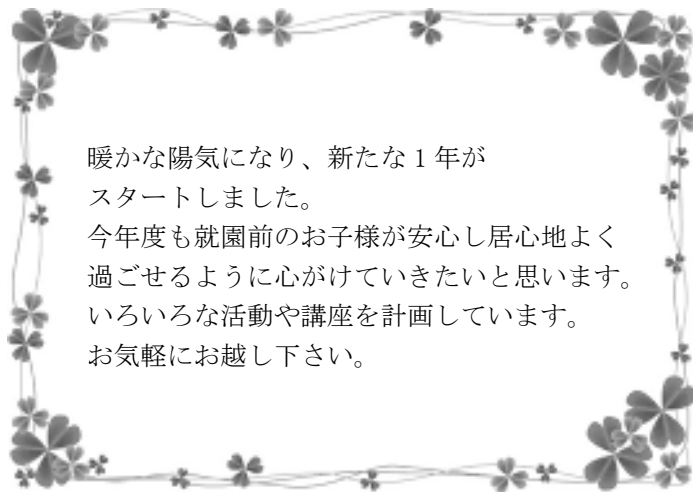 暖かな陽気になり、新たな１年が
スタートしました。
今年度も就園前のお子様が安心し居心地よく
過ごせるように心がけていきたいと思います。
いろいろな活動や講座を計画しています。
お気軽にお越し下さい。